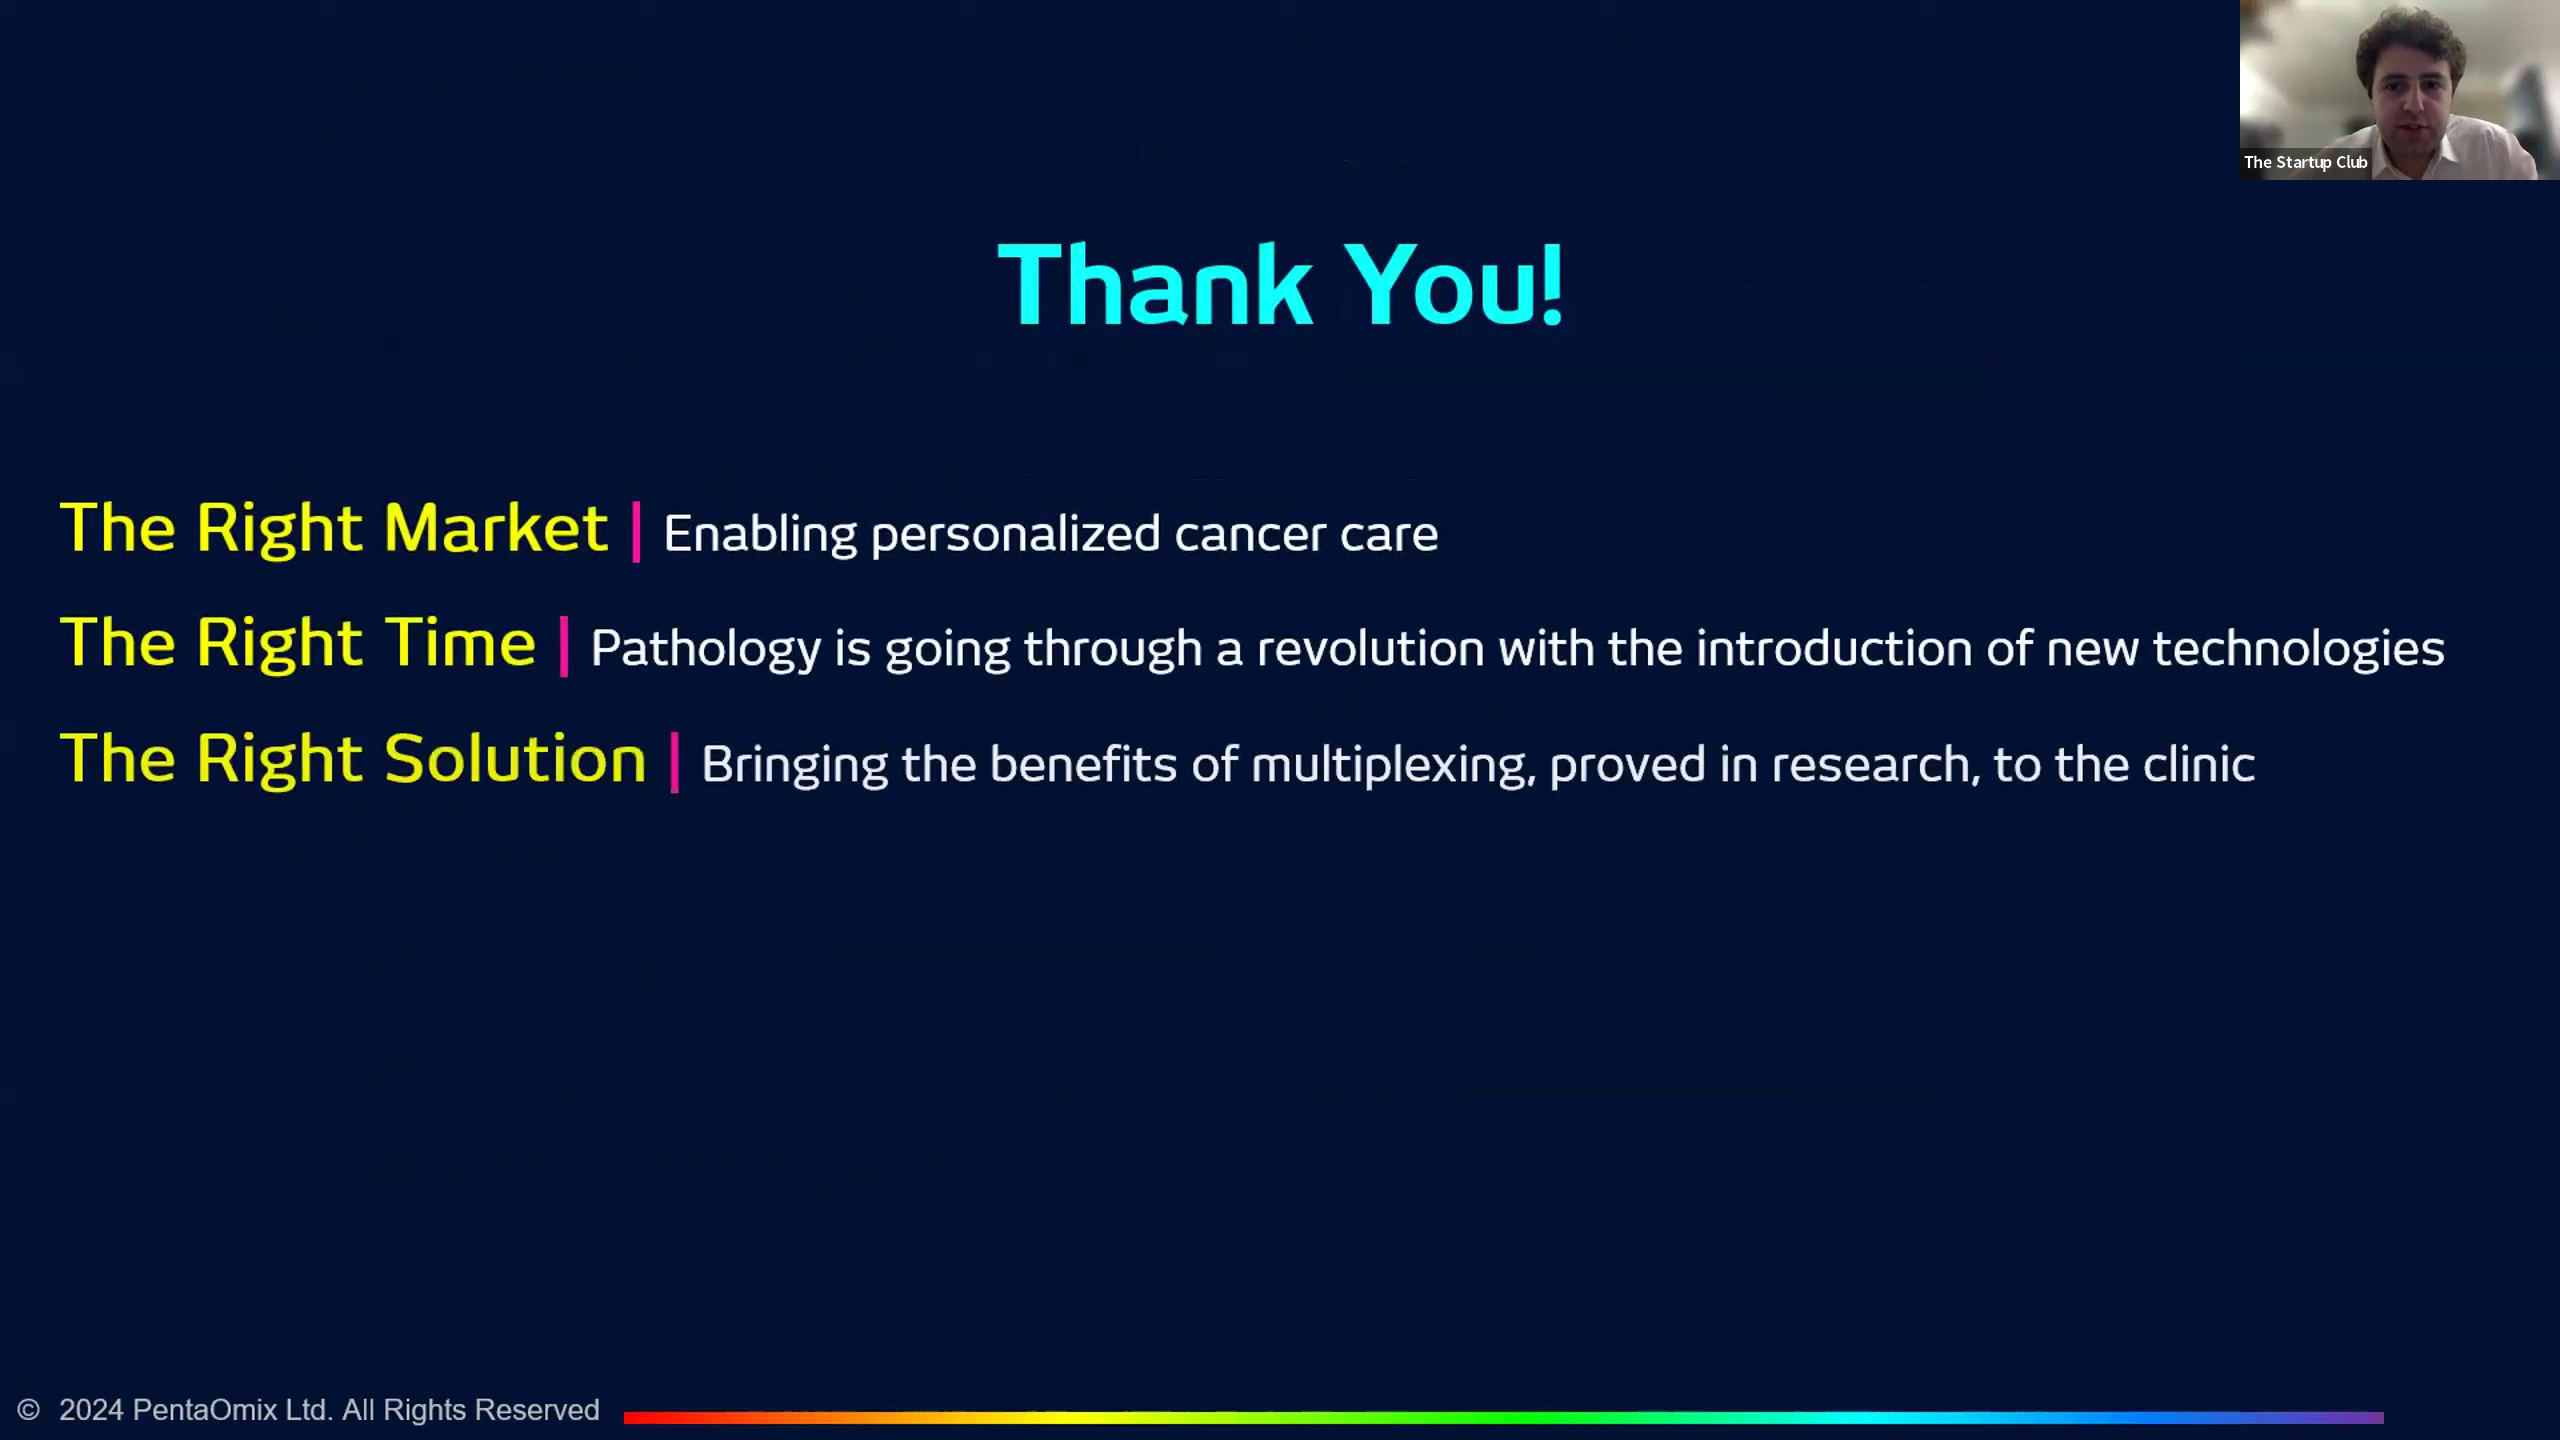 The Startup Club
Thank You!
The Right Market | Enabling personalized cancer care
The Right Time | Pathology is going through a revolution with the introduction of new technologies
The Right Solution | Bringing the benefits of multiplexing, proved in research, to the clinic
© 2024 PentaOmix Ltd. All Rights Reserved